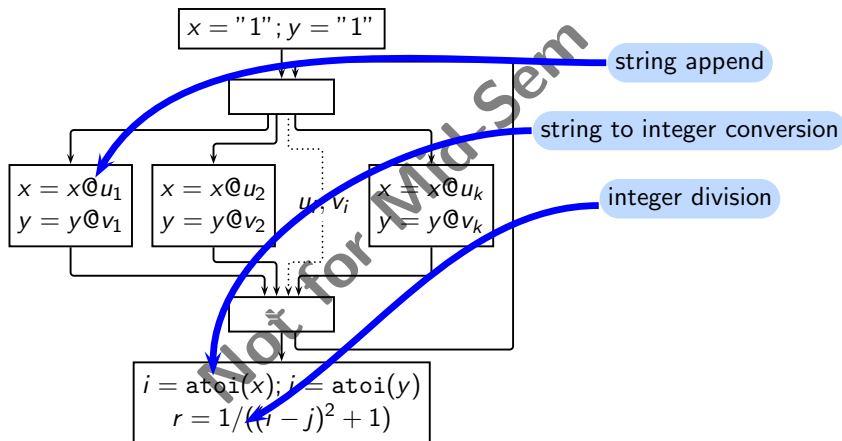 x = "1"; y = "1"
string append
string to integer conversion
x = x@u₁
y = y@v₁
x = x@u₂
y = y@v₂
uᵢ, vᵢ
x = x@uₖ
y = y@vₖ
integer division
Not for Mid-Sem
i = atoi(x); j = atoi(y)
r = 1/((i − j)² + 1)